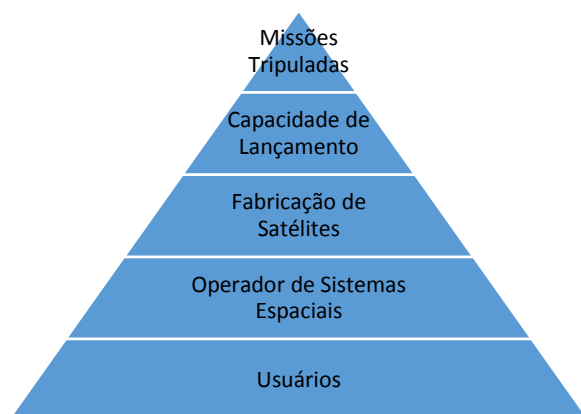 Missões
Tripuladas
Capacidade de
Lançamento
Fabricação de
Satélites
Operador de Sistemas
Espaciais
Usuários